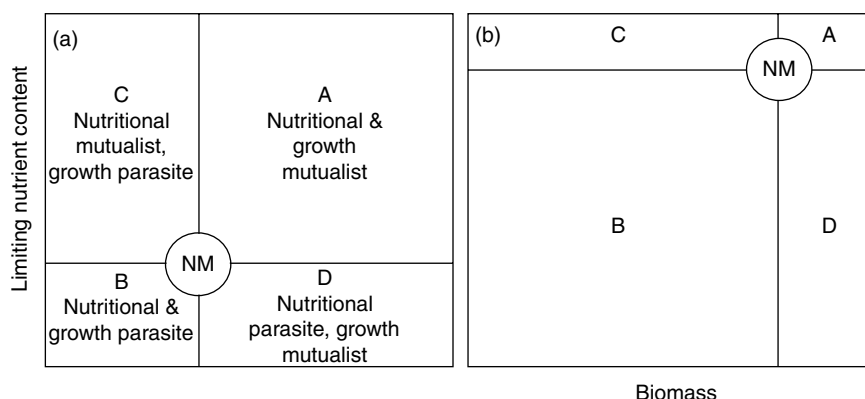 (a)
C
Nutritional
mutualist,
growth parasite
A
Nutritional &
growth
mutualist
NM
B
Nutritional &
growth parasite
D
Nutritional
parasite, growth
mutualist
Limiting nutrient content
(b)
C
A
NM
B
D
Biomass